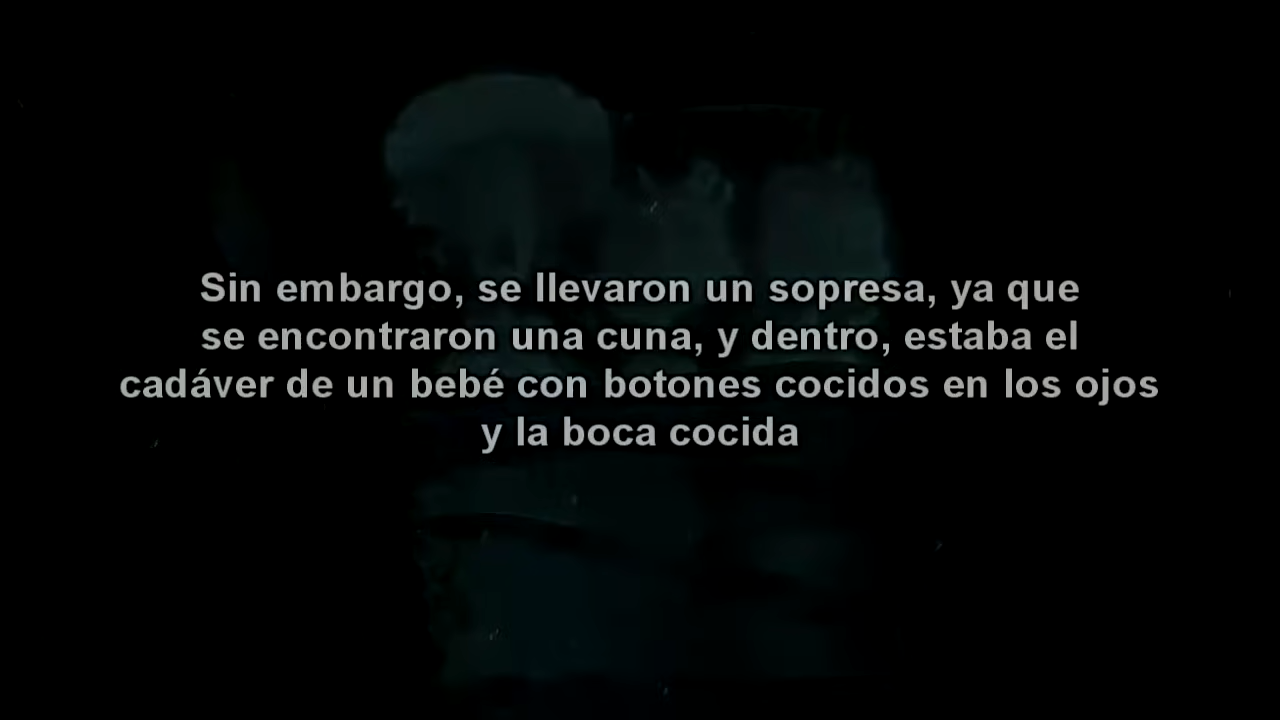 Sin embargo, se llevaron un sopresa, ya que
se encontraron una cuna, y dentro, estaba el
cadáver de un bebé con botones cocidos en los ojos
y la boca cocida